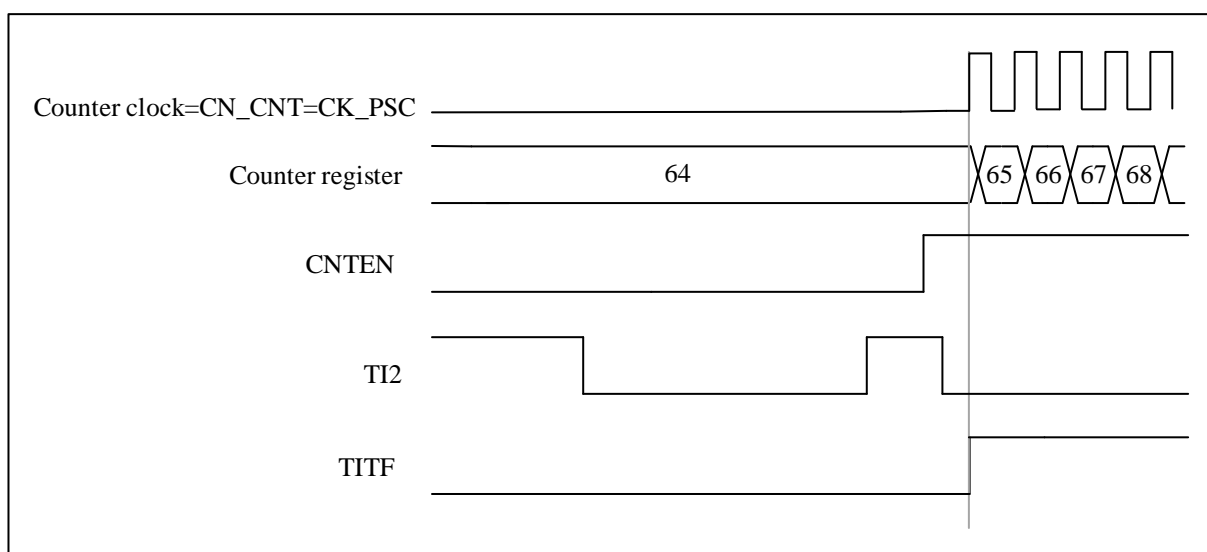 Counter clock=CN_CNT=CK_PSC
Counter register 64 65 66 67 68
CNTEN
TI2
TITF